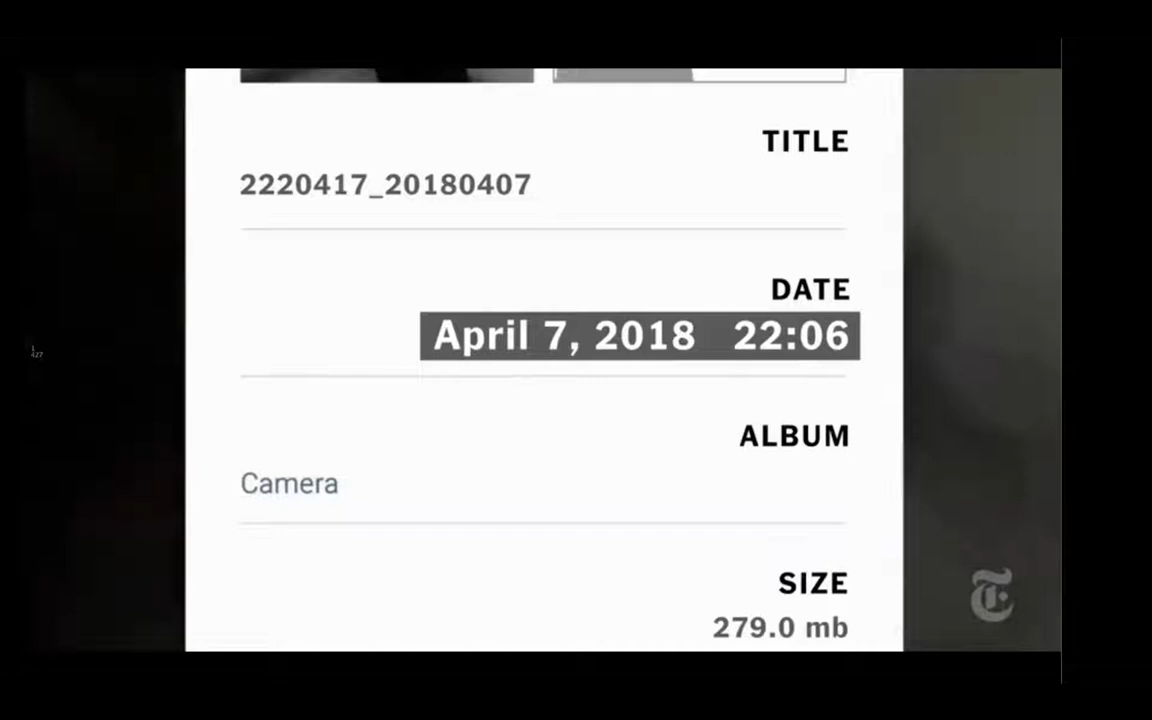 TITLE
2220417_20180407
DATE
April 7, 2018 22:06
ALBUM
Camera
SIZE
279.0 mb